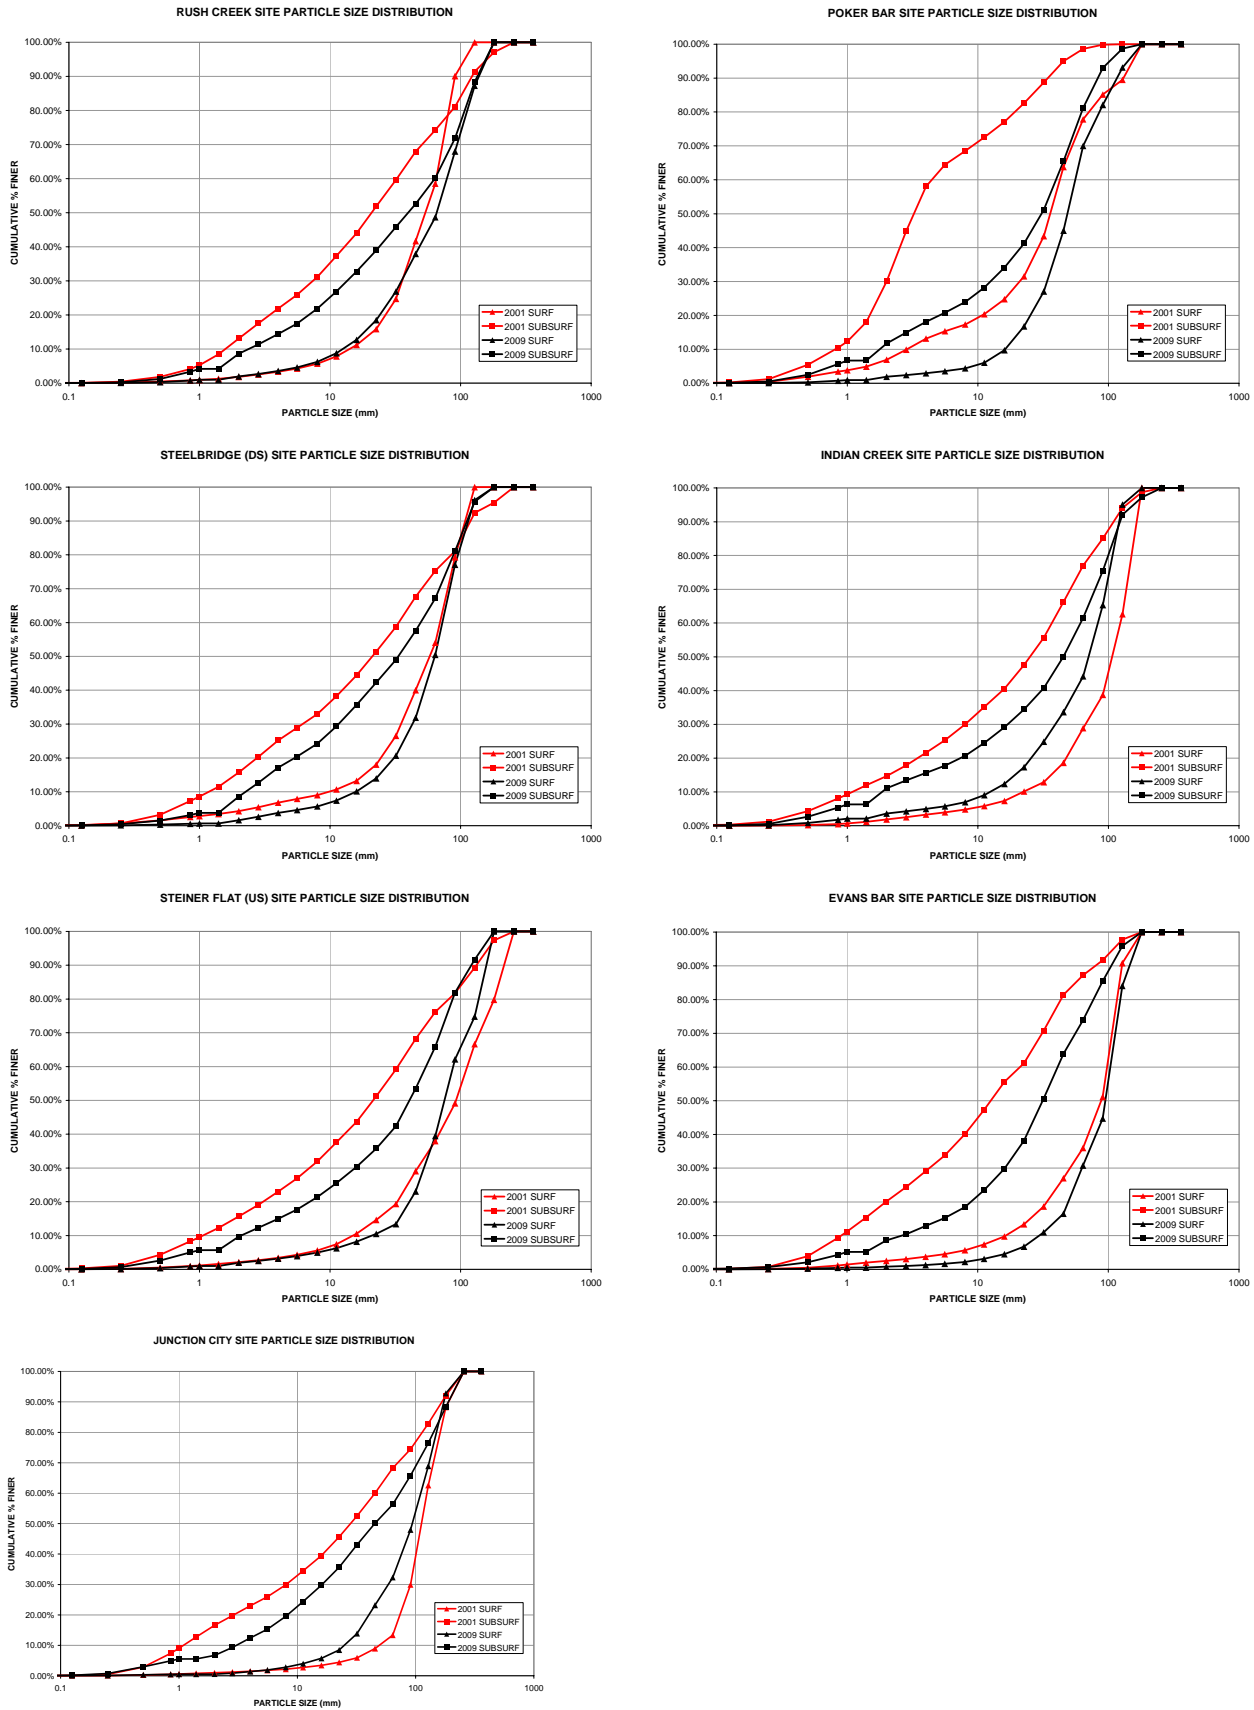 RUSH CREEK SITE PARTICLE SIZE DISTRIBUTION
100.00%
90.00%
80.00%
70.00%
60.00%
50.00%
40.00%
30.00%
20.00%
10.00%
0.00%
CUMULATIVE % FINER
2001 SURF
2001 SUBSURF
2009 SURF
2009 SUBSURF
0.1 1 10 100 1000
PARTICLE SIZE (mm)
POKER BAR SITE PARTICLE SIZE DISTRIBUTION
100.00%
90.00%
80.00%
70.00%
60.00%
50.00%
40.00%
30.00%
20.00%
10.00%
0.00%
CUMULATIVE % FINER
2001 SURF
2001 SUBSURF
2009 SURF
2009 SUBSURF
0.1 1 10 100 1000
PARTICLE SIZE (mm)
STEELBRIDGE (DS) SITE PARTICLE SIZE DISTRIBUTION
100.00%
90.00%
80.00%
70.00%
60.00%
50.00%
40.00%
30.00%
20.00%
10.00%
0.00%
CUMULATIVE % FINER
2001 SURF
2001 SUBSURF
2009 SURF
2009 SUBSURF
0.1 1 10 100 1000
PARTICLE SIZE (mm)
INDIAN CREEK SITE PARTICLE SIZE DISTRIBUTION
100.00%
90.00%
80.00%
70.00%
60.00%
50.00%
40.00%
30.00%
20.00%
10.00%
0.00%
CUMULATIVE % FINER
2001 SURF
2001 SUBSURF
2009 SURF
2009 SUBSURF
0.1 1 10 100 1000
PARTICLE SIZE (mm)
STEINER FLAT (US) SITE PARTICLE SIZE DISTRIBUTION
100.00%
90.00%
80.00%
70.00%
60.00%
50.00%
40.00%
30.00%
20.00%
10.00%
0.00%
CUMULATIVE % FINER
2001 SURF
2001 SUBSURF
2009 SURF
2009 SUBSURF
0.1 1 10 100 1000
PARTICLE SIZE (mm)
EVANS BAR SITE PARTICLE SIZE DISTRIBUTION
100.00%
90.00%
80.00%
70.00%
60.00%
50.00%
40.00%
30.00%
20.00%
10.00%
0.00%
CUMULATIVE % FINER
2001 SURF
2001 SUBSURF
2009 SURF
2009 SUBSURF
0.1 1 10 100 1000
PARTICLE SIZE (mm)
JUNCTION CITY SITE PARTICLE SIZE DISTRIBUTION
100.00%
90.00%
80.00%
70.00%
60.00%
50.00%
40.00%
30.00%
20.00%
10.00%
0.00%
CUMULATIVE % FINER
2001 SURF
2001 SUBSURF
2009 SURF
2009 SUBSURF
0.1 1 10 100 1000
PARTICLE SIZE (mm)